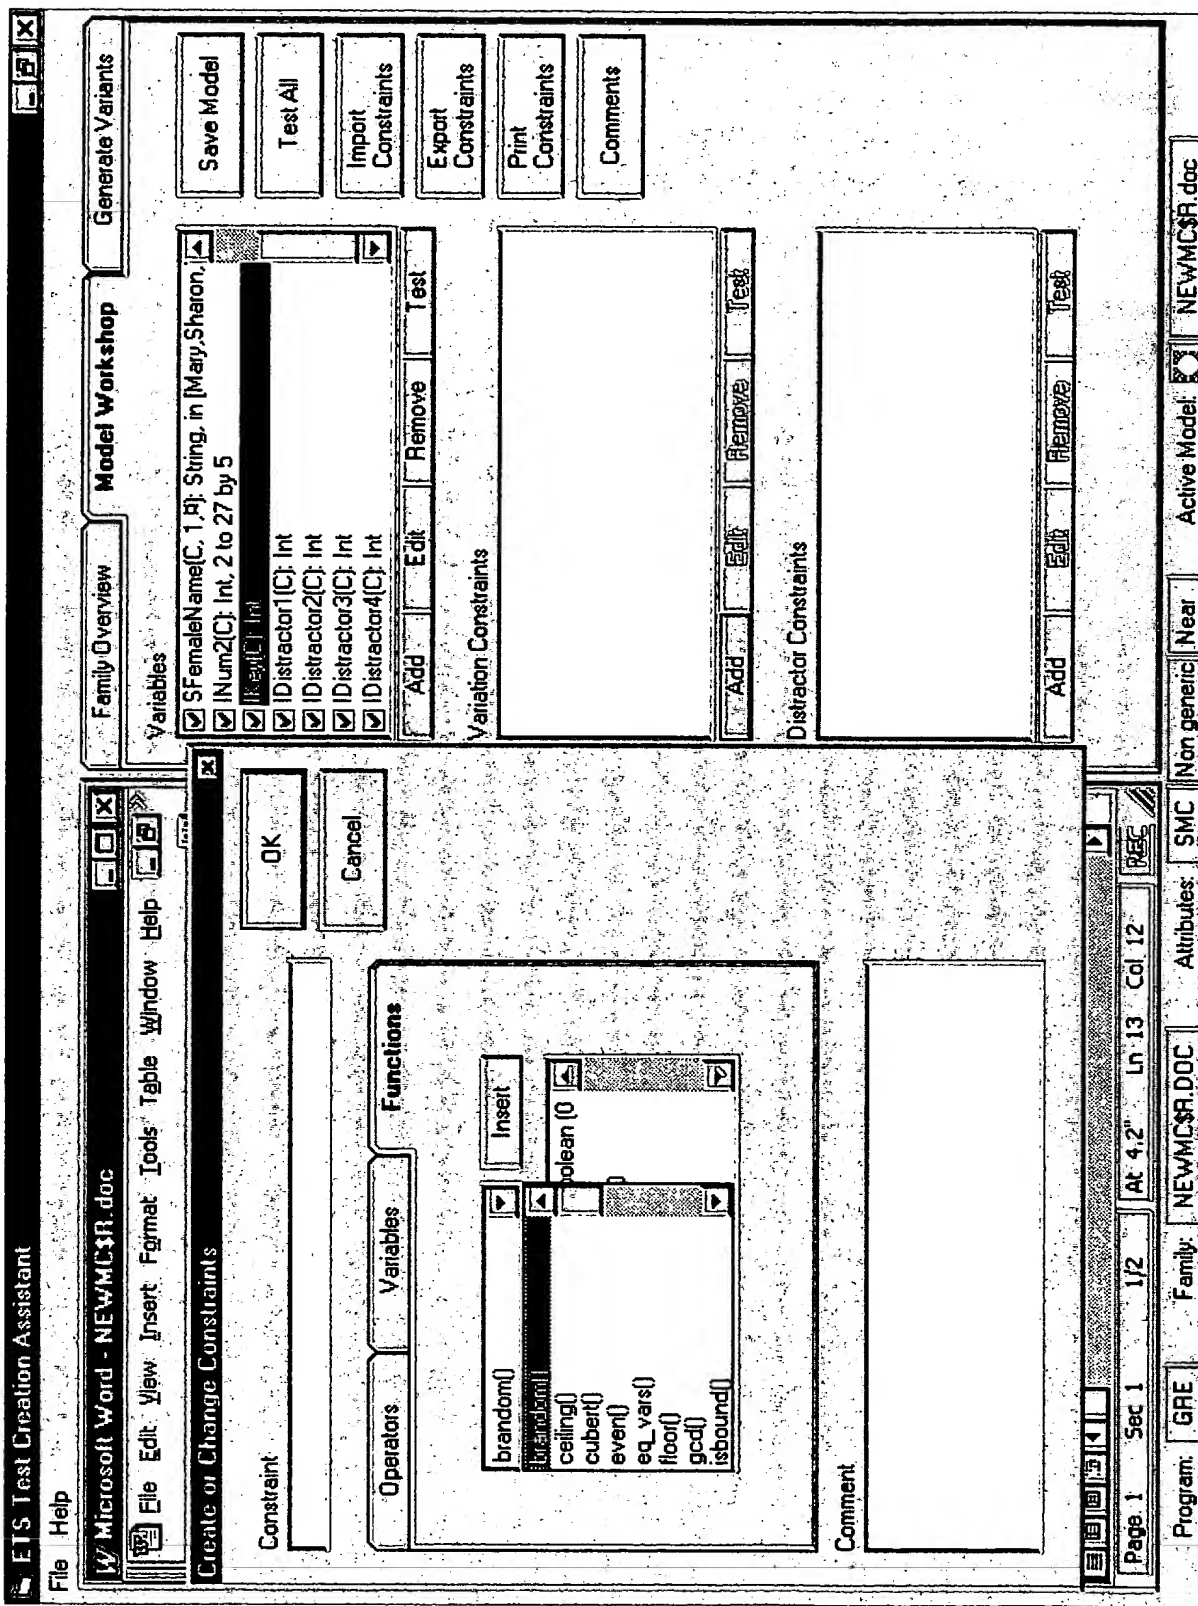 ETS Test Creation Assistant
File Help
Microsoft Word - NEWMC$R.doc
File Edit View Insert Format Tools Table Window Help
Create or Change Constraints
Constraint
OK
Cancel
Operators Variables Functions
brandom()
Insert
brandom()
ceiling()
cubert()
even()
eq_vars()
floor()
gcd()
isbound()
oolean (0
Comment
Page 1 Sec 1 1/2 At 4.2" Ln 13 Col 12 REC
Family Overview Model Workshop Generate Variants
Variables
SFemaleName(C, 1,¤): String, in [Mary,Sharon,
INum2(C): Int, 2 to 27 by 5
IKey(C): Int
IDistractor1(C): Int
IDistractor2(C): Int
IDistractor3(C): Int
IDistractor4(C): Int
Add Edit Remove Test
Variation Constraints
Add Edit Remove Test
Distractor Constraints
Add Edit Remove Test
Save Model
Test All
Import Constraints
Export Constraints
Print Constraints
Comments
Program: GRE Family: NEWMC$R.DOC Attributes: SMC Non generic Near Active Model: NEWMC$R.doc